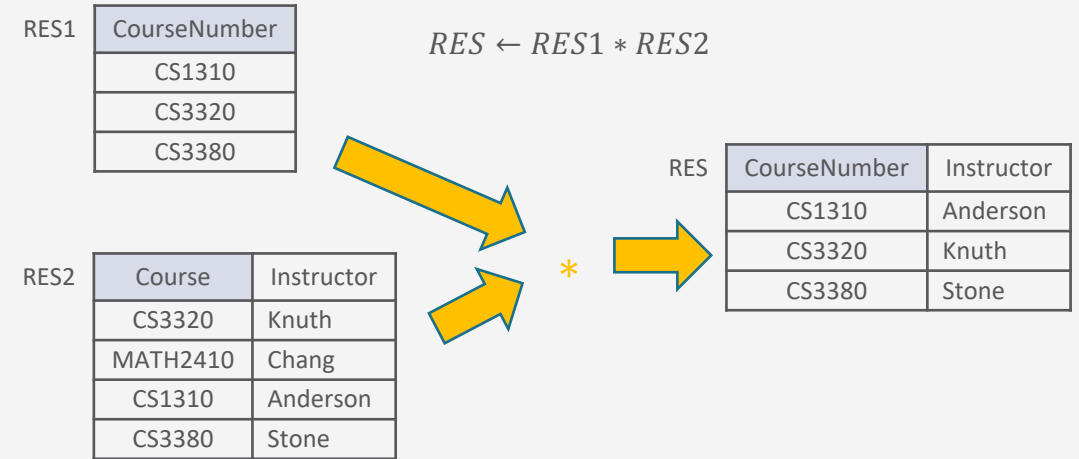 RES1
CourseNumber
CS1310
CS3320
CS3380
RES ← RES1 * RES2
RES2
Course Instructor
CS3320 Knuth
MATH2410 Chang
CS1310 Anderson
CS3380 Stone
*
RES
CourseNumber Instructor
CS1310 Anderson
CS3320 Knuth
CS3380 Stone